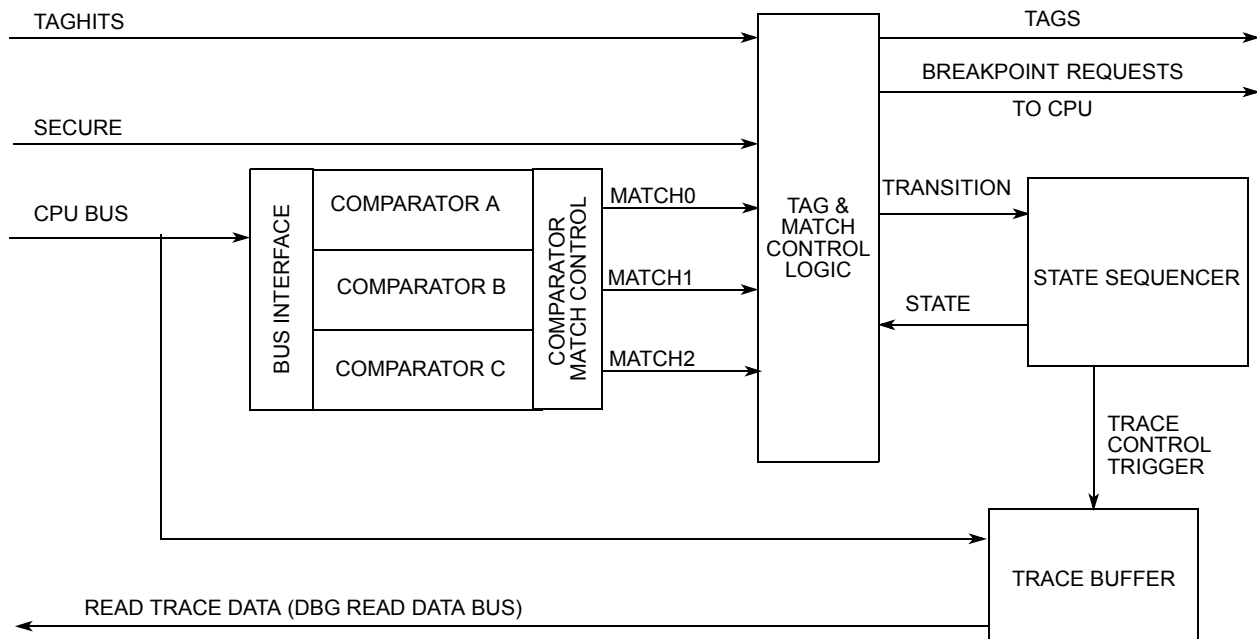 TAGHITS
TAGS
BREAKPOINT REQUESTS
TO CPU
SECURE
CPU BUS
BUS INTERFACE
COMPARATOR A
COMPARATOR B
COMPARATOR C
COMPARATOR
MATCH CONTROL
MATCH0
MATCH1
MATCH2
TAG &
MATCH
CONTROL
LOGIC
TRANSITION
STATE
STATE SEQUENCER
TRACE
CONTROL
TRIGGER
TRACE BUFFER
READ TRACE DATA (DBG READ DATA BUS)